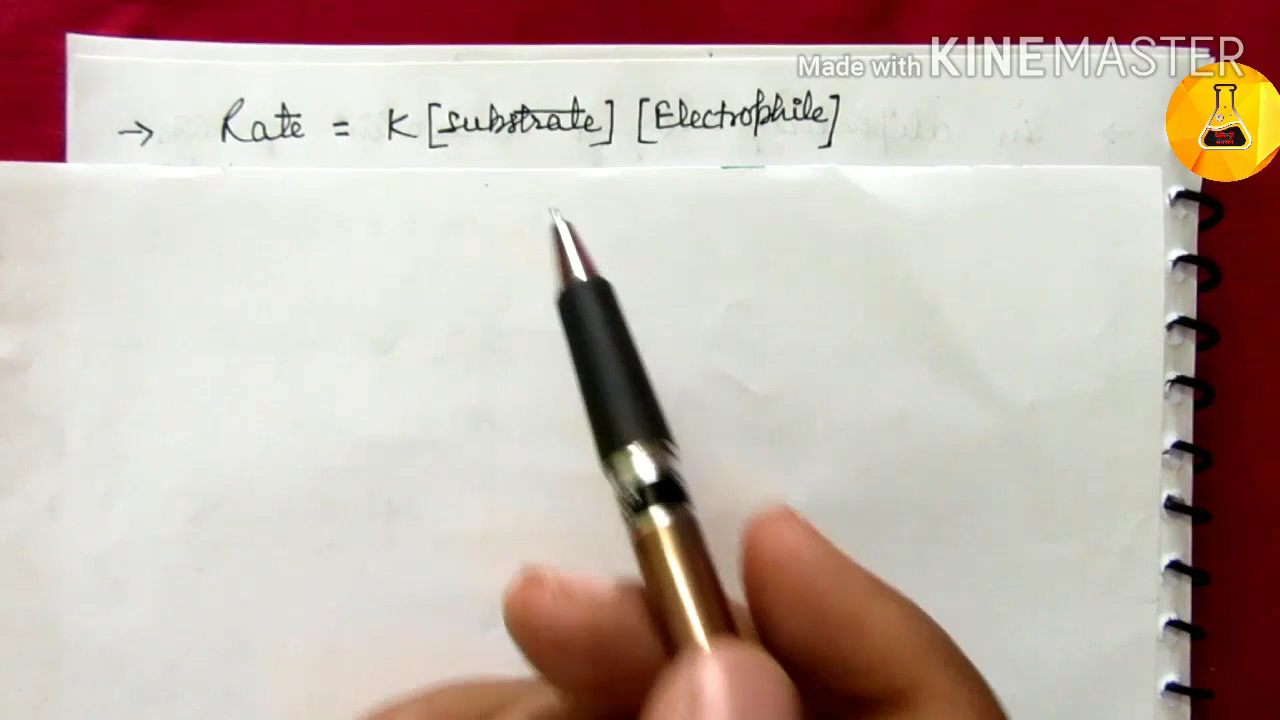 Made with KINEMASTER
→ Rate = K [Substrate] [Electrophile]